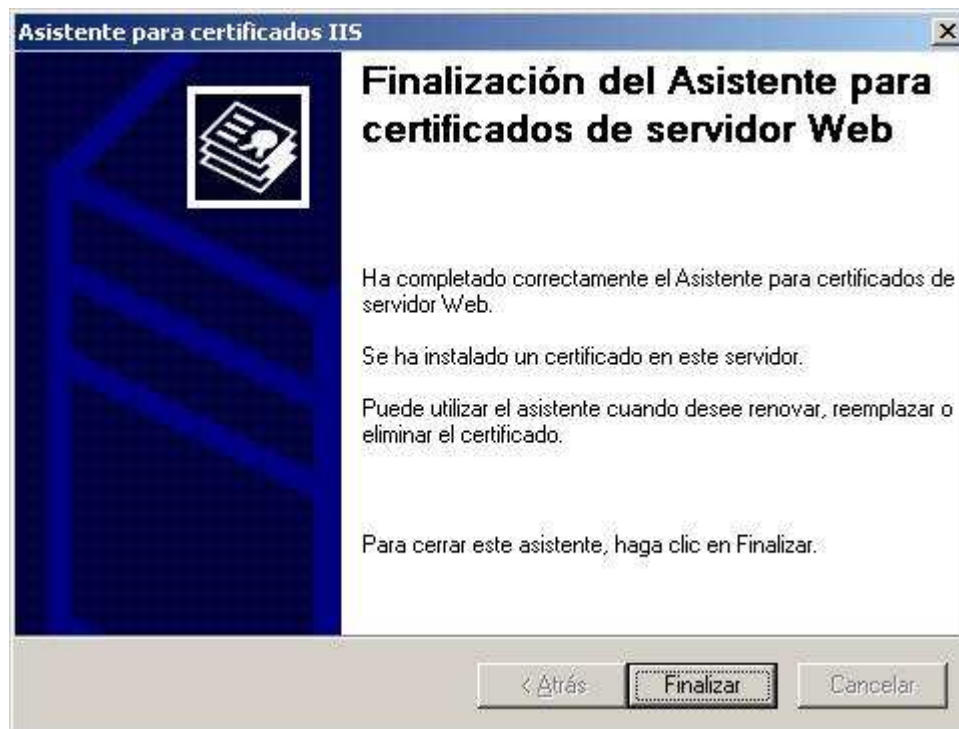 Asistente para certificados IIS
Finalización del Asistente para
certificados de servidor Web
Ha completado correctamente el Asistente para certificados de
servidor Web.
Se ha instalado un certificado en este servidor.
Puede utilizar el asistente cuando desee renovar, reemplazar o
eliminar el certificado.
Para cerrar este asistente, haga clic en Finalizar.
< Atrás Finalizar Cancelar